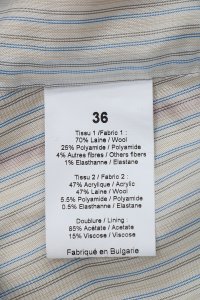 36
Tissu 1 / Fabric 1 :
70% Laine / Wool
25% Polyamide / Polyamide
4% Autres fibres / Others fibers
1% Elasthanne / Elastane
Tissu 2 / Fabric 2 :
47% Acrylique / Acrylic
47% Laine / Wool
5.5% Polyamide / Polyamide
0.5% Elasthanne / Elastane
Doublure / Lining :
85% Acétate / Acetate
15% Viscose / Viscose
Fabriqué en Bulgarie